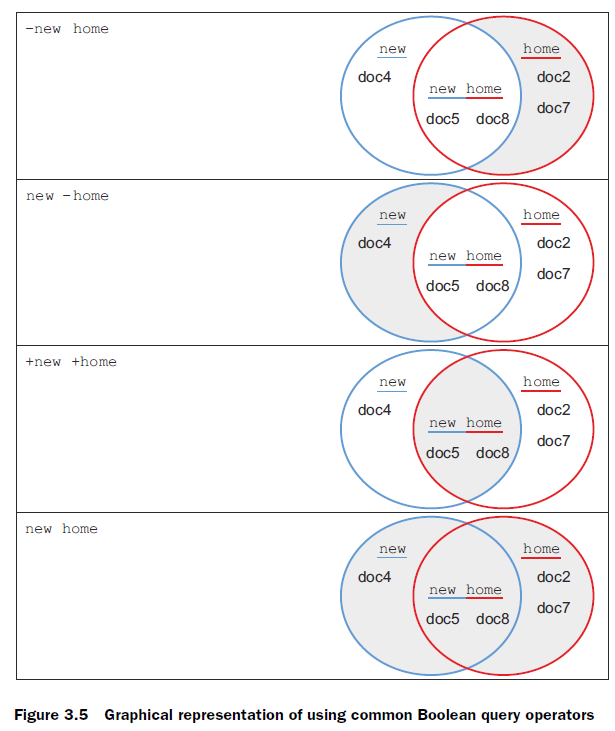 -new home
new
home
doc4
doc2
new home
doc7
doc5 doc8
new -home
new
home
doc4
doc2
new home
doc7
doc5 doc8
+new +home
new
home
doc4
doc2
new home
doc7
doc5 doc8
new home
new
home
doc4
doc2
new home
doc7
doc5 doc8
Figure 3.5 Graphical representation of using common Boolean query operators